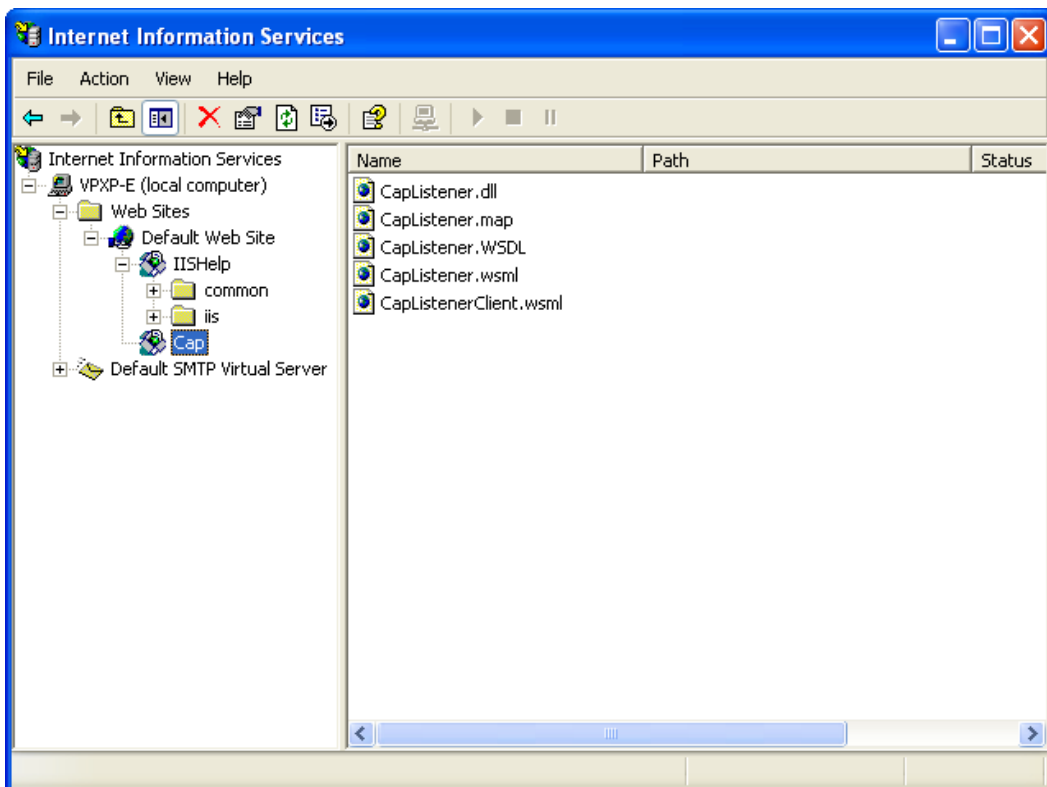 Internet Information Services
File Action View Help
Internet Information Services
VPXP-E (local computer)
Web Sites
Default Web Site
IISHelp
common
iis
Cap
Default SMTP Virtual Server
Name Path Status
CapListener.dll
CapListener.map
CapListener.WSDL
CapListener.wsml
CapListenerClient.wsml